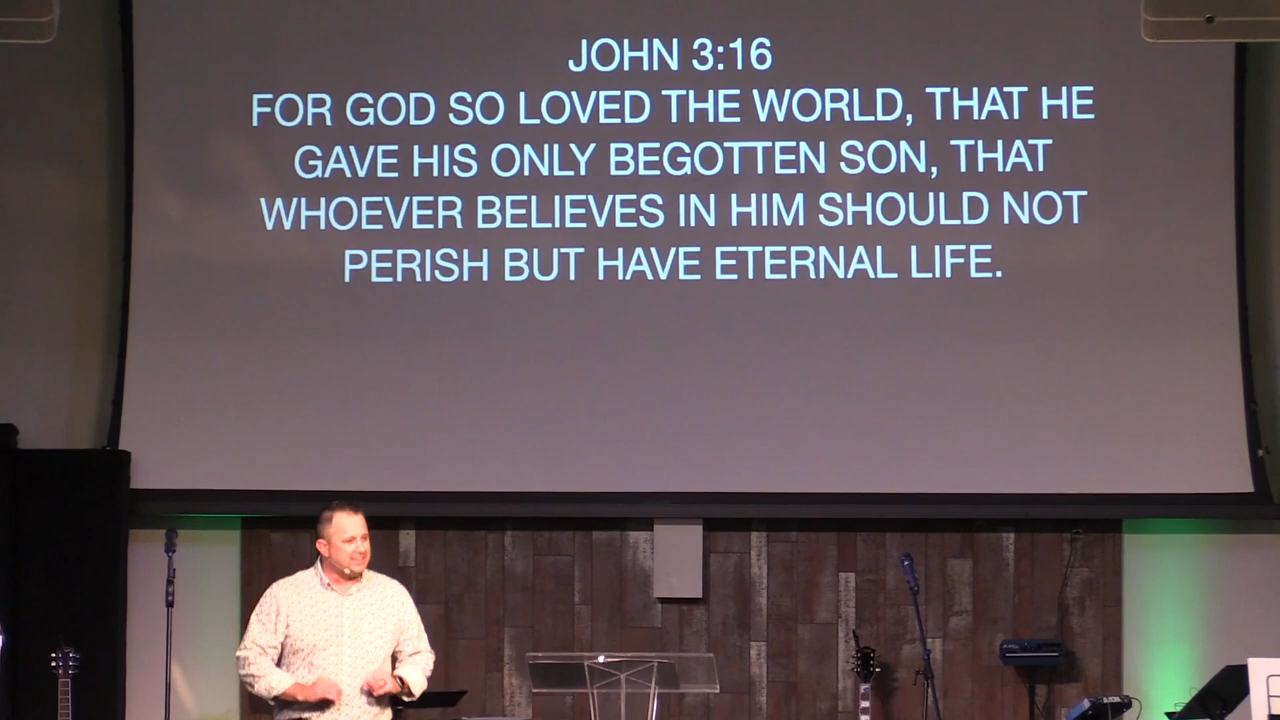 JOHN 3:16
FOR GOD SO LOVED THE WORLD, THAT HE
GAVE HIS ONLY BEGOTTEN SON, THAT
WHOEVER BELIEVES IN HIM SHOULD NOT
PERISH BUT HAVE ETERNAL LIFE.